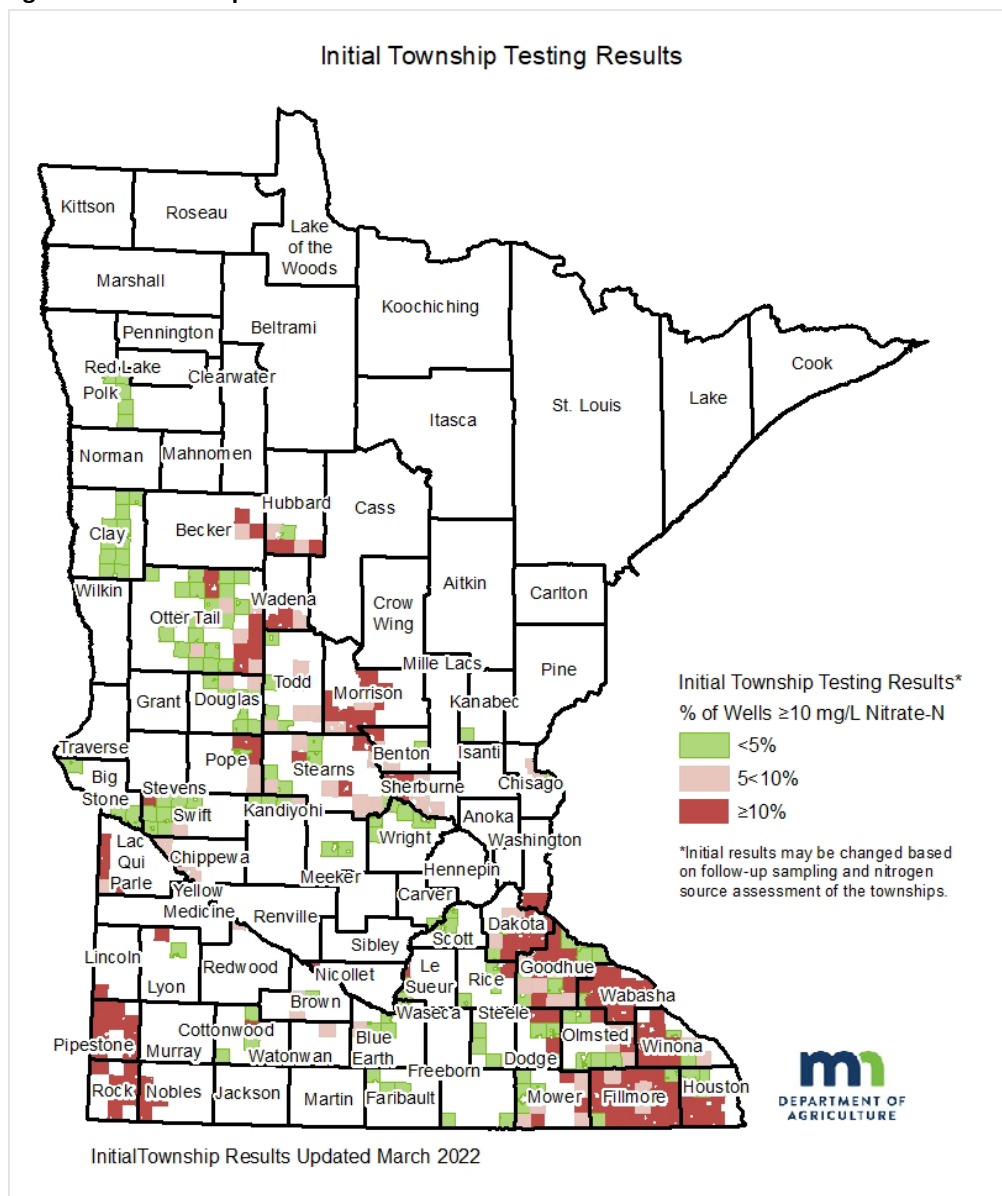 Initial Township Testing Results
Kittson
Roseau
Lake
of the
Woods
Marshall
Koochiching
Pennington
Beltrami
Red Lake
Clearwater
Polk
Cook
Lake
St. Louis
Itasca
Norman
Mahnomen
Hubbard
Cass
Becker
Clay
Aitkin
Wilkin
Wadena
Carlton
Crow
Wing
Otter Tail
Mille Lacs
Pine
Todd
Morrison
Grant
Douglas
Kanabec
Traverse
Benton
Isanti
Pope
Stearns
Big
Stone
Stevens
Sherburne
Chisago
Swift
Kandiyohi
Anoka
Wright
Washington
Lac
Qui
Parle
Chippewa
Hennepin
Meeker
Yellow
Medicine
Carver
Renville
Dakota
Scott
Sibley
Lincoln
Redwood
Nicollet
Le
Sueur
Rice
Goodhue
Lyon
Wabasha
Brown
Waseca
Steele
Cottonwood
Blue
Earth
Olmsted
Pipestone
Murray
Watonwan
Dodge
Winona
Freeborn
Rock
Nobles
Jackson
Martin
Faribault
Mower
Fillmore
Houston
Initial Township Testing Results*
% of Wells ≥10 mg/L Nitrate-N
<5%
5<10%
≥10%
*Initial results may be changed based
on follow-up sampling and nitrogen
source assessment of the townships.
DEPARTMENT OF
AGRICULTURE
InitialTownship Results Updated March 2022